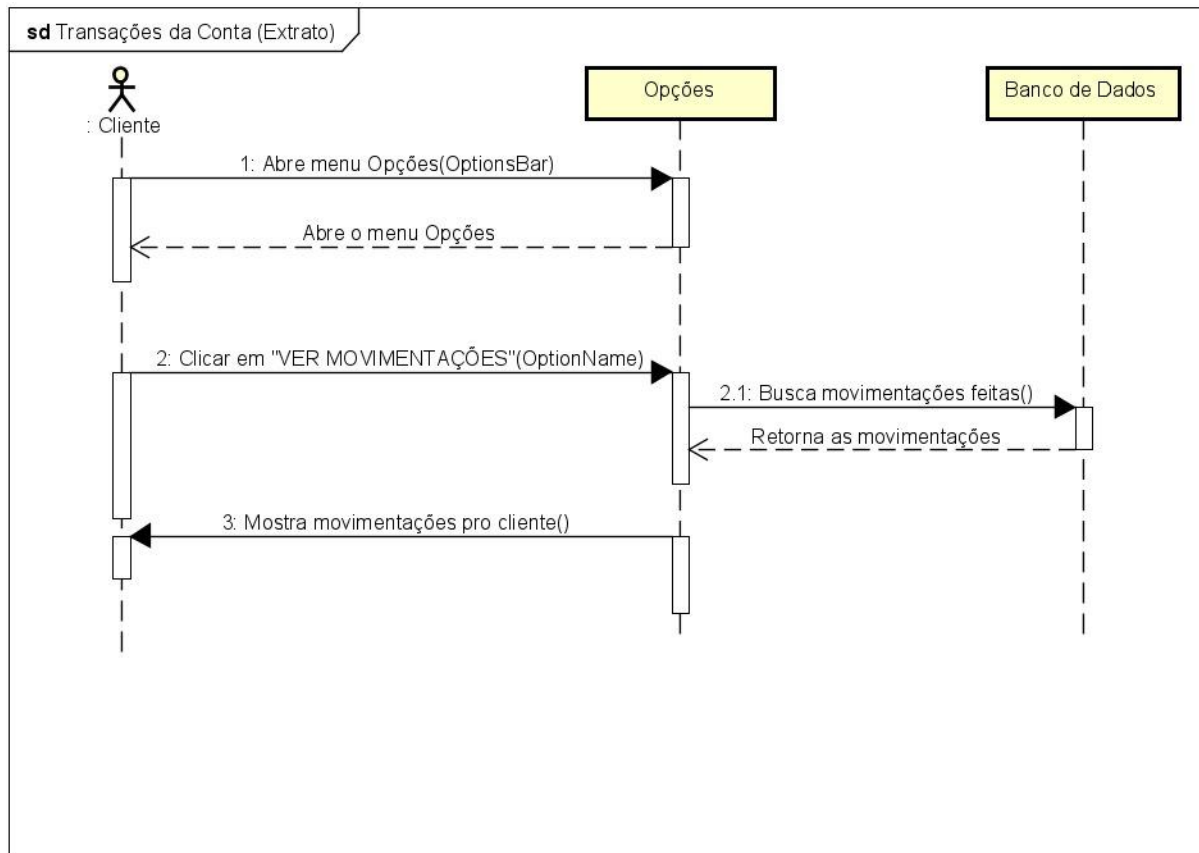 sd Transações da Conta (Extrato)
Opções
Banco de Dados
: Cliente
1: Abre menu Opções(OptionsBar)
Abre o menu Opções
2: Clicar em "VER MOVIMENTAÇÕES"(OptionName)
2.1: Busca movimentações feitas()
Retorna as movimentações
3: Mostra movimentações pro cliente()